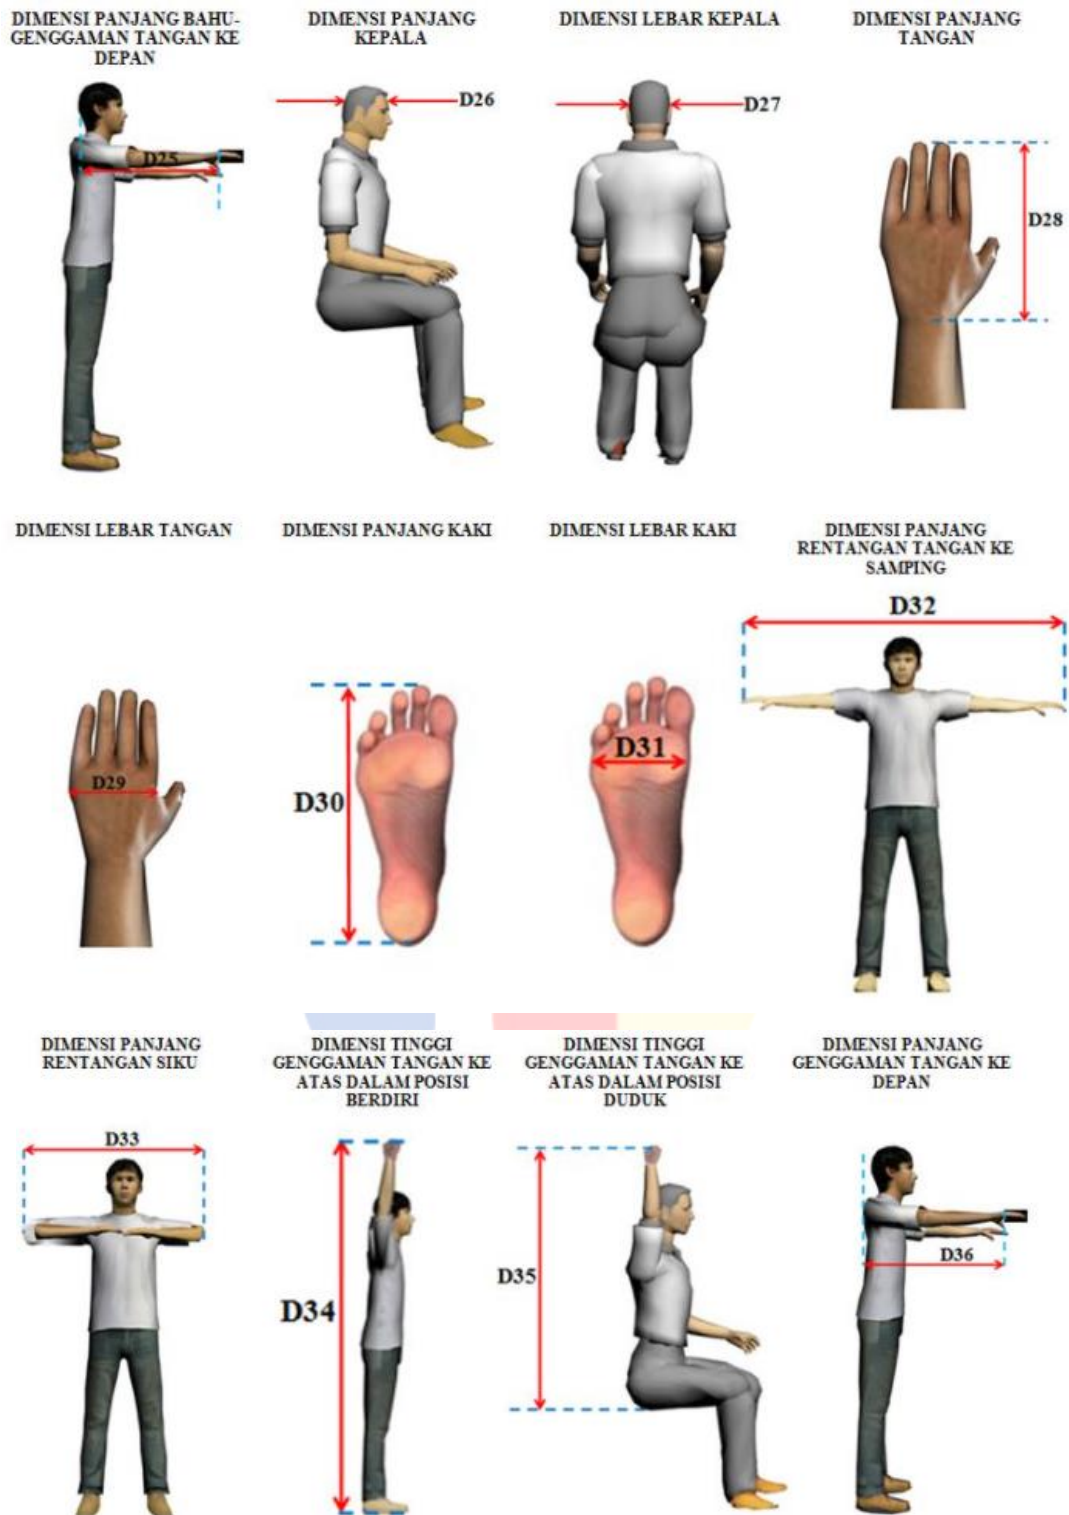 DIMENSI PANJANG BAHU-
GENGGAMAN TANGAN KE
DEPAN
DIMENSI PANJANG
KEPALA
DIMENSI LEBAR KEPALA
DIMENSI PANJANG
TANGAN
D25
D26
D27
D28
DIMENSI LEBAR TANGAN
DIMENSI PANJANG KAKI
DIMENSI LEBAR KAKI
DIMENSI PANJANG
RENTANGAN TANGAN KE
SAMPING
D29
D30
D31
D32
DIMENSI PANJANG
RENTANGAN SIKU
DIMENSI TINGGI
GENGGAMAN TANGAN KE
ATAS DALAM POSISI
BERDIRI
DIMENSI TINGGI
GENGGAMAN TANGAN KE
ATAS DALAM POSISI
DUDUK
DIMENSI PANJANG
GENGGAMAN TANGAN KE
DEPAN
D33
D34
D35
D36